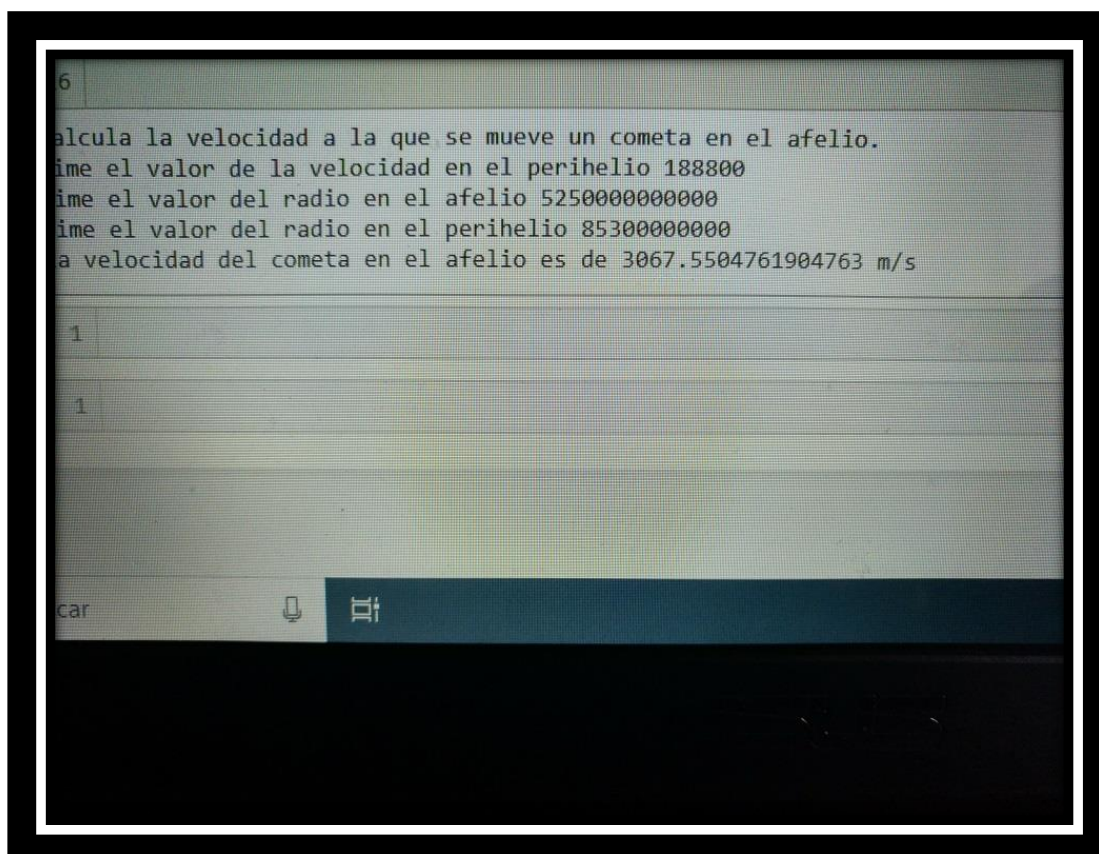 6
alcula la velocidad a la que se mueve un cometa en el afelio.
ime el valor de la velocidad en el perihelio 188800
ime el valor del radio en el afelio 5250000000000
ime el valor del radio en el perihelio 85300000000
a velocidad del cometa en el afelio es de 3067.5504761904763 m/s
1
1
car